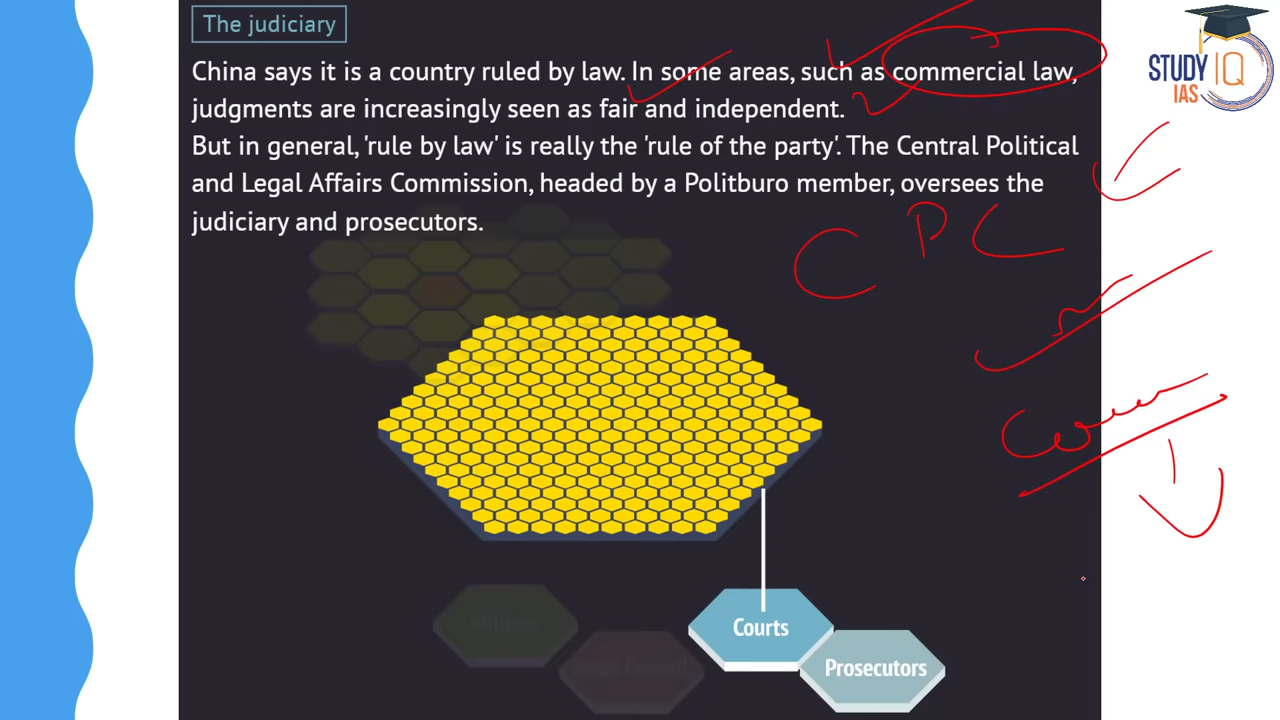 The judiciary
China says it is a country ruled by law. In some areas, such as commercial law,
judgments are increasingly seen as fair and independent.
But in general, 'rule by law' is really the 'rule of the party'. The Central Political
and Legal Affairs Commission, headed by a Politburo member, oversees the
judiciary and prosecutors.
STUDY IQ
IAS
CPC
Courts
Prosecutors